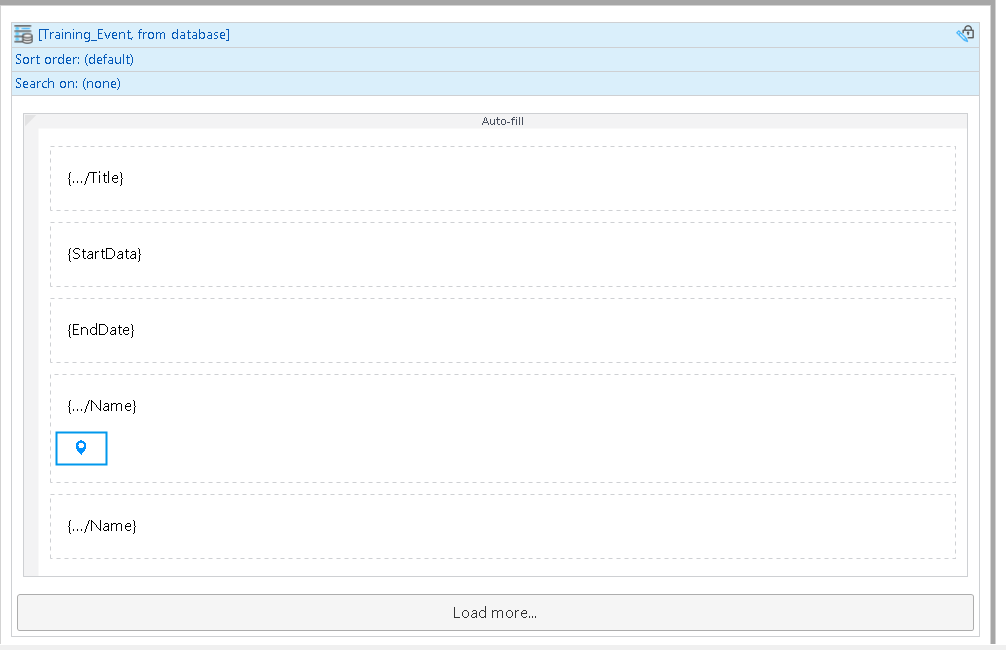 [Training_Event, from database]
Sort order: (default)
Search on: (none)
Auto-fill
{.../Title}
{StartData}
{EndDate}
{.../Name}
{.../Name}
Load more...